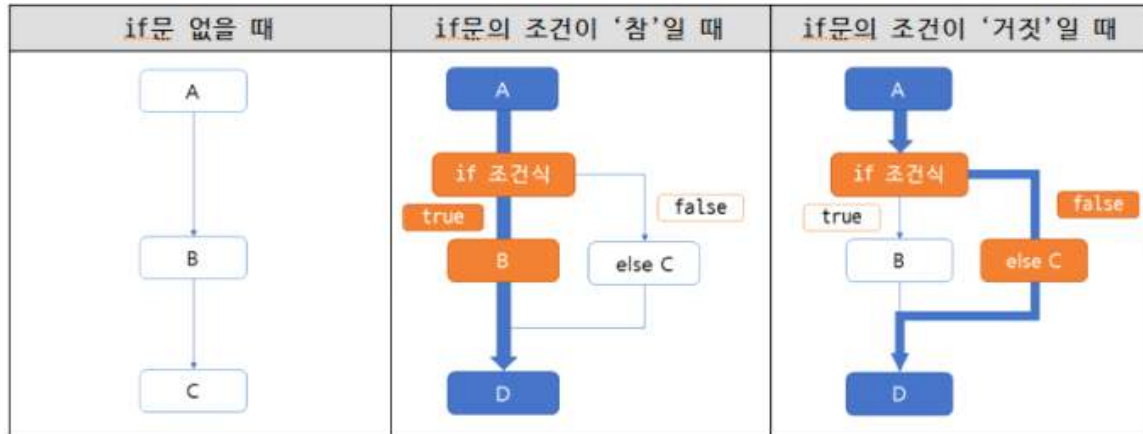 if문 없을 때
if문의 조건이 ‘참’일 때
if문의 조건이 ‘거짓’일 때
A
B
C
A
if 조건식
true
false
B
else C
D
A
if 조건식
true
false
B
else C
D